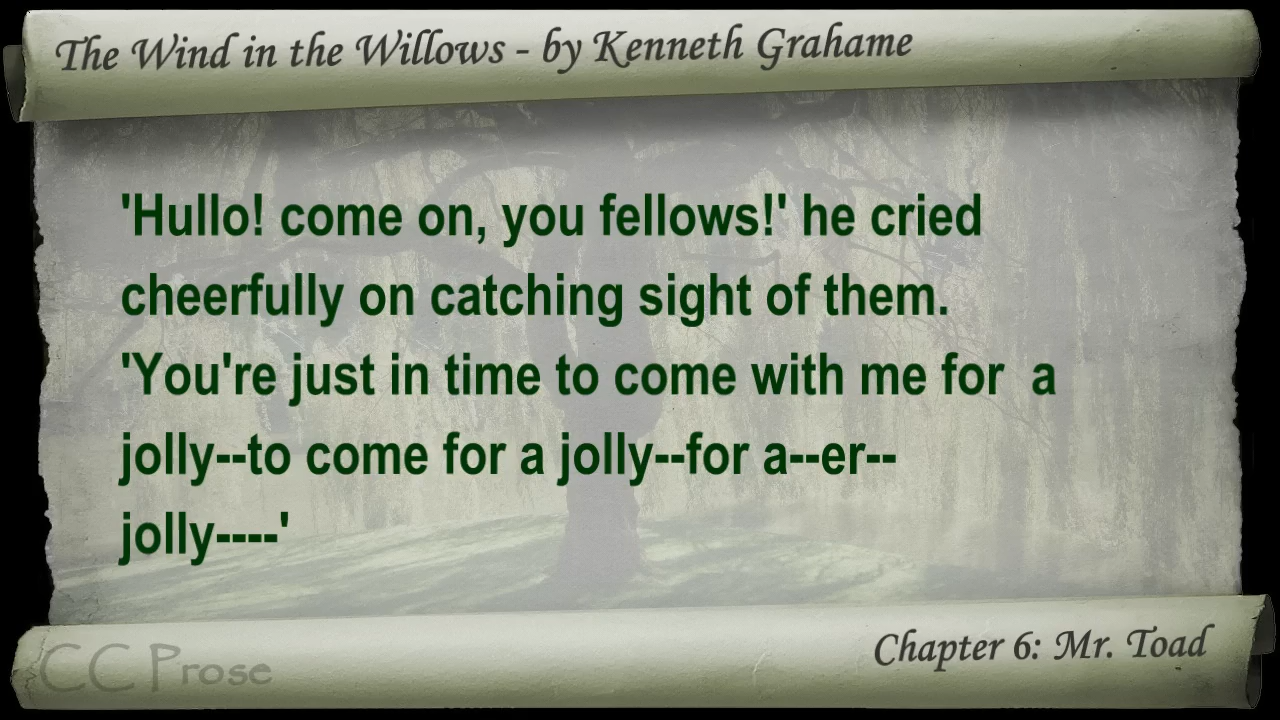 The Wind in the Willows - by Kenneth Grahame
'Hullo! come on, you fellows!' he cried
cheerfully on catching sight of them.
'You're just in time to come with me for  a
jolly--to come for a jolly--for a--er--
jolly----'
Chapter 6: Mr. Toad
CC Prose